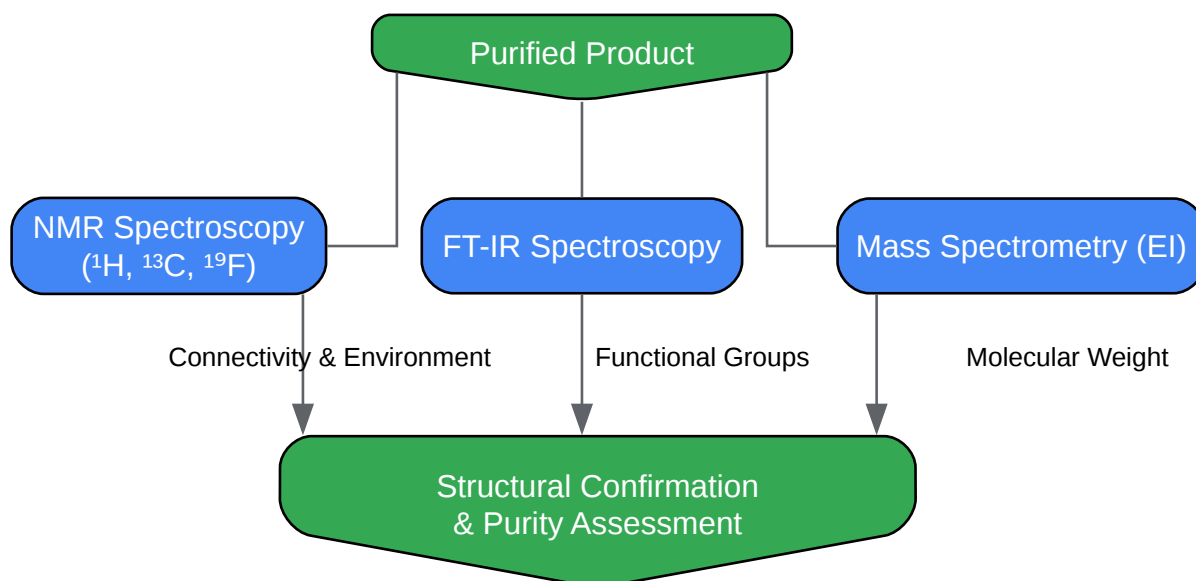 Purified Product
NMR Spectroscopy
(¹H, ¹³C, ¹⁹F)
FT-IR Spectroscopy
Mass Spectrometry (EI)
Connectivity & Environment
Functional Groups
Molecular Weight
Structural Confirmation
& Purity Assessment